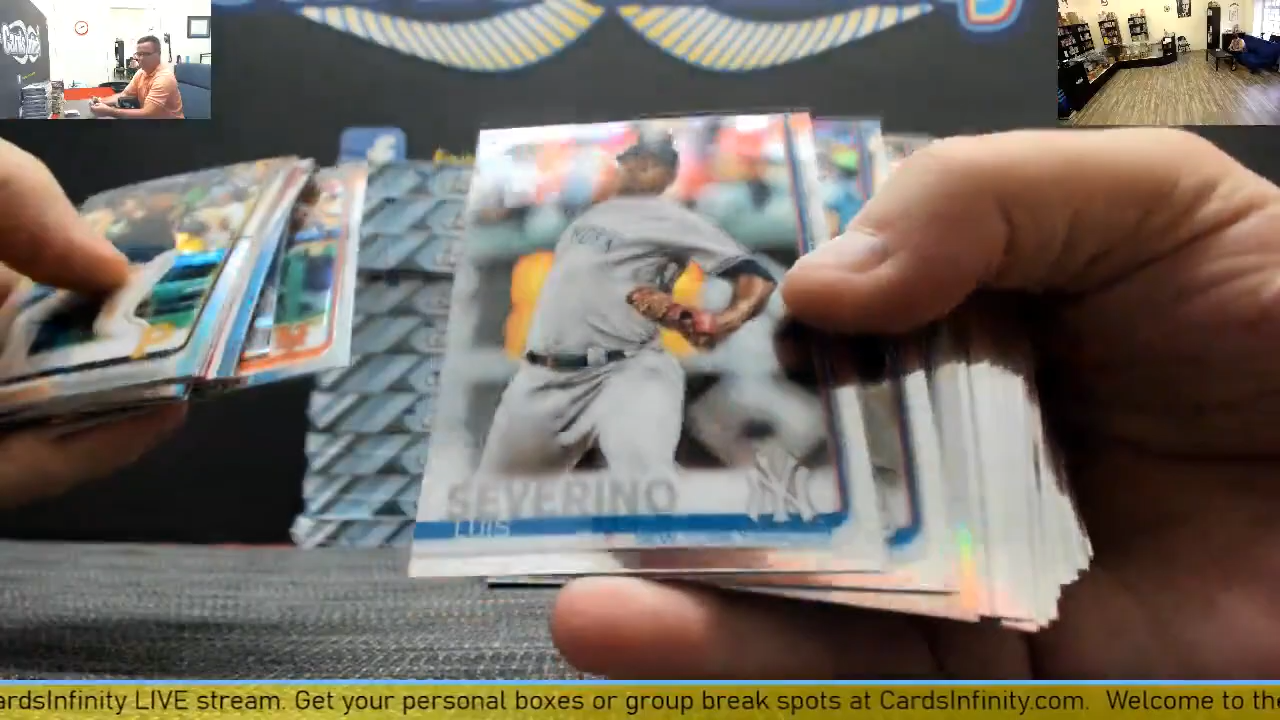 NY
SEVERINO
LUIS
ardsInfinity LIVE stream. Get your personal boxes or group break spots at CardsInfinity.com. Welcome to th